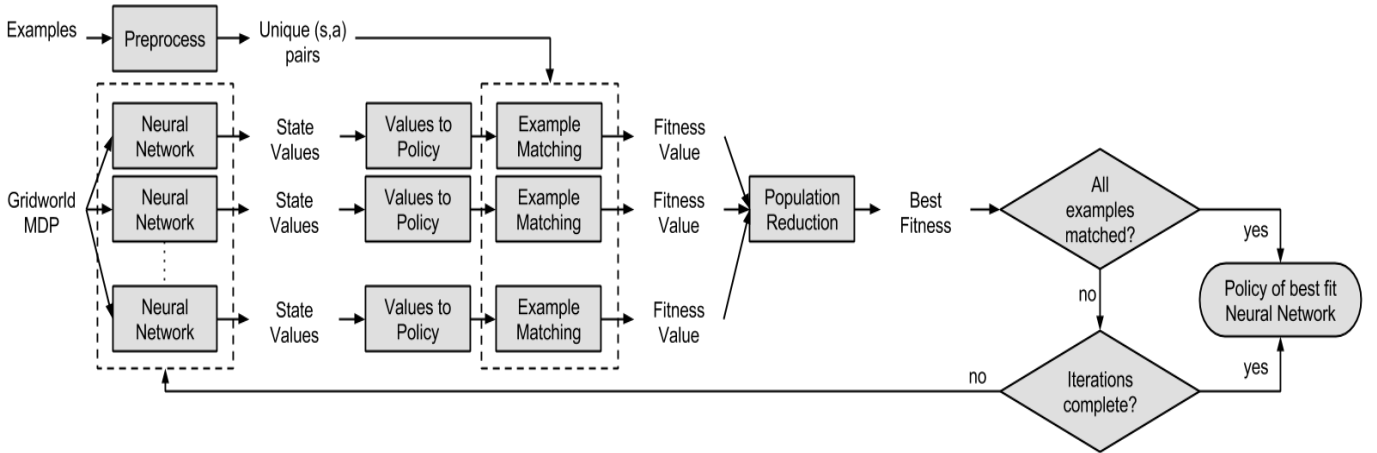 Examples
Preprocess
Unique (s,a)
pairs
Neural
Network
State
Values
Values to
Policy
Example
Matching
Fitness
Value
Gridworld
MDP
Neural
Network
State
Values
Values to
Policy
Example
Matching
Fitness
Value
Population
Reduction
Best
Fitness
All
examples
matched?
yes
no
Policy of best fit
Neural Network
Neural
Network
State
Values
Values to
Policy
Example
Matching
Fitness
Value
no
Iterations
complete?
yes